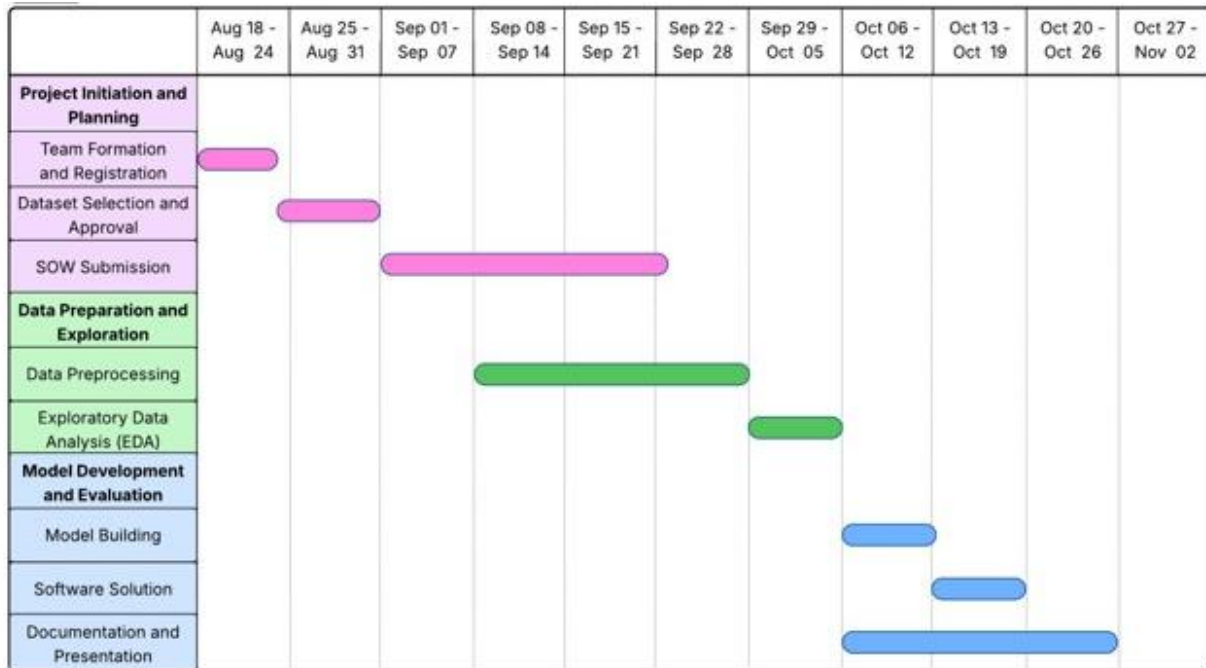 Aug 18 -
Aug 24
Aug 25 -
Aug 31
Sep 01 -
Sep 07
Sep 08 -
Sep 14
Sep 15 -
Sep 21
Sep 22 -
Sep 28
Sep 29 -
Oct 05
Oct 06 -
Oct 12
Oct 13 -
Oct 19
Oct 20 -
Oct 26
Oct 27 -
Nov 02
Project Initiation and
Planning
Team Formation
and Registration
Dataset Selection and
Approval
SOW Submission
Data Preparation and
Exploration
Data Preprocessing
Exploratory Data
Analysis (EDA)
Model Development
and Evaluation
Model Building
Software Solution
Documentation and
Presentation